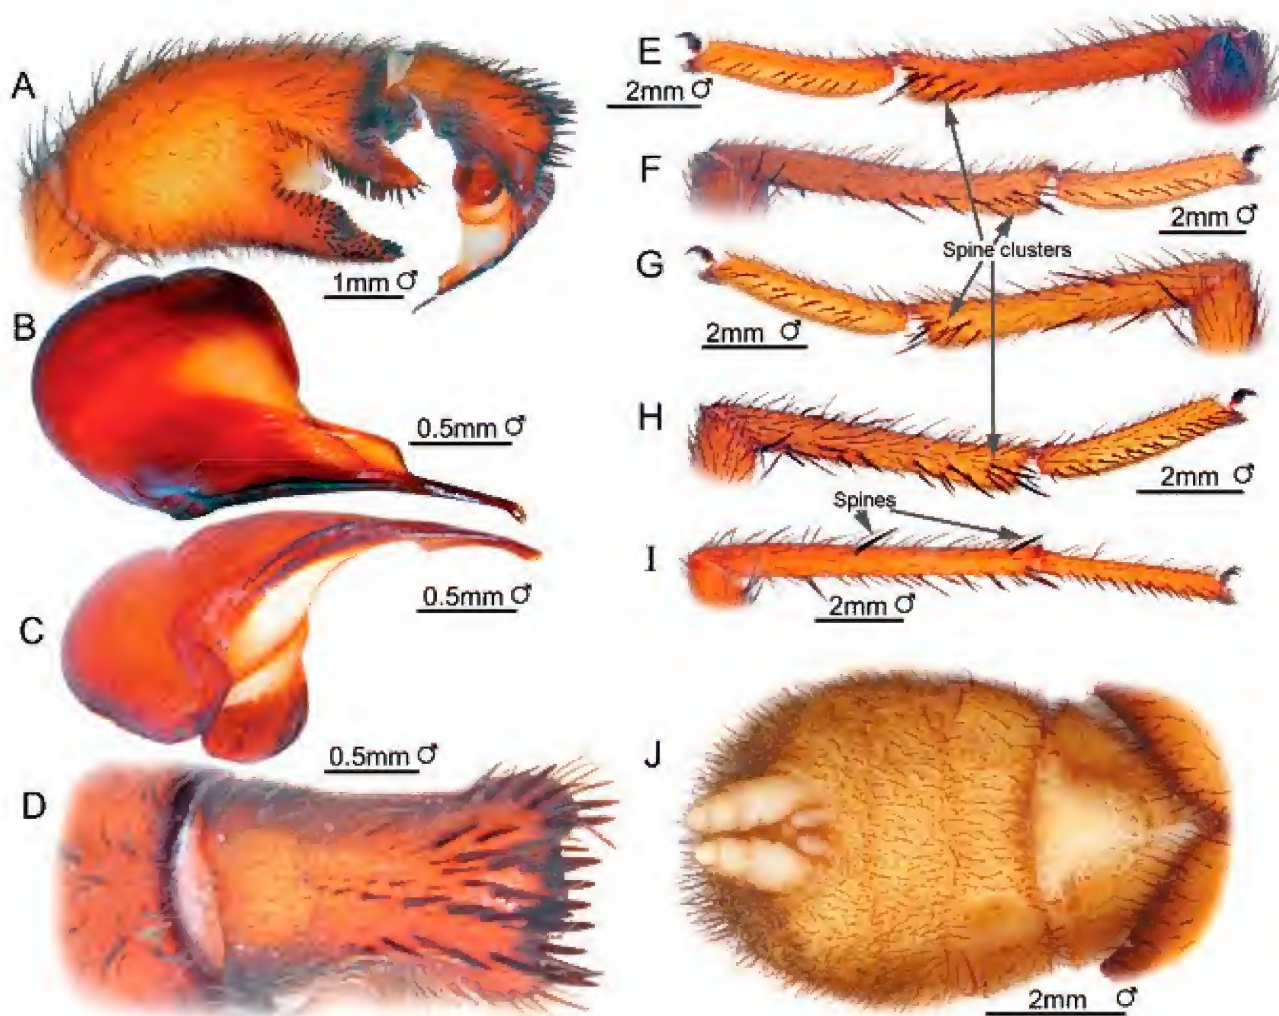 A
1mm ♂
B
0.5mm ♂
C
0.5mm ♂
D
0.5mm ♂
E
2mm ♂
F
2mm ♂
Spine clusters
G
2mm ♂
H
2mm ♂
Spines
I
2mm ♂
J
2mm ♂